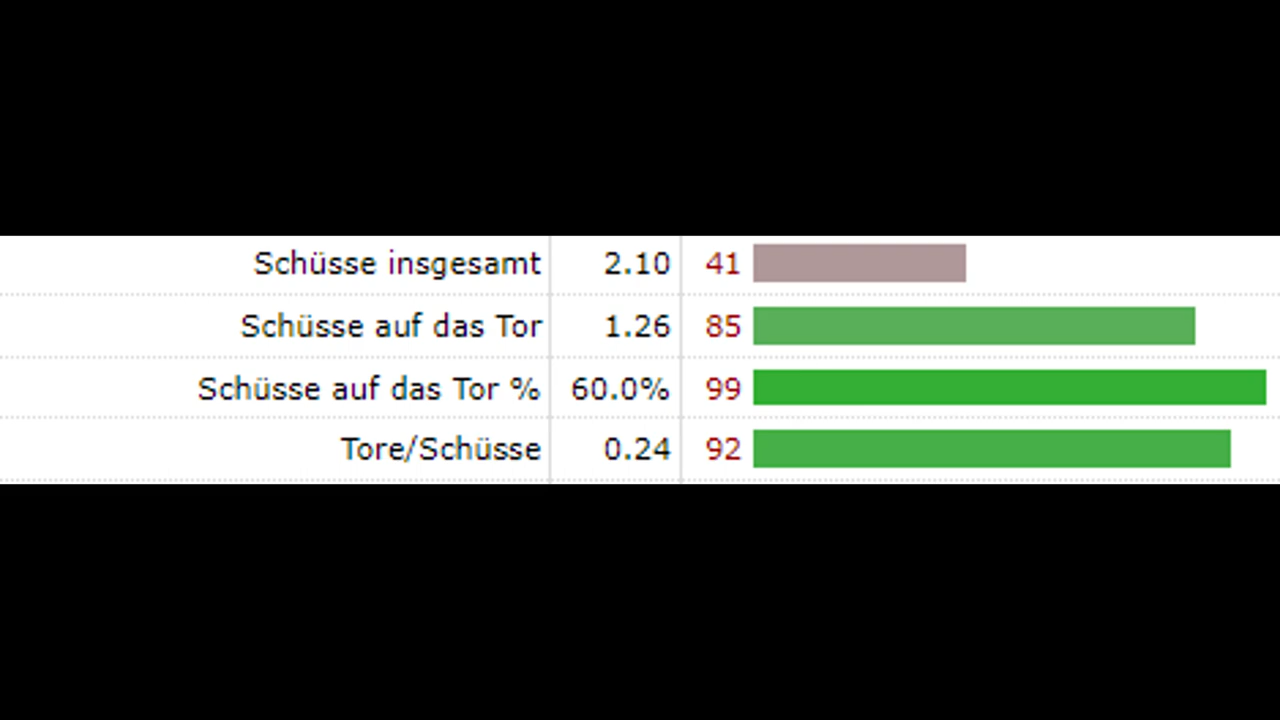 Schüsse insgesamt 2.10 41
Schüsse auf das Tor 1.26 85
Schüsse auf das Tor % 60.0% 99
Tore/Schüsse 0.24 92